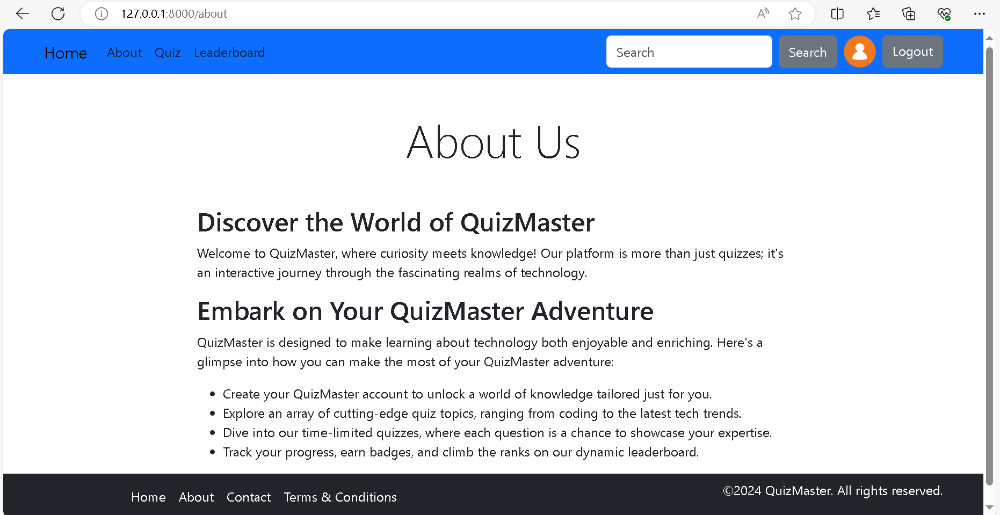 127.0.0.1:8000/about
Home About Quiz Leaderboard Search Search Logout
About Us
Discover the World of QuizMaster
Welcome to QuizMaster, where curiosity meets knowledge! Our platform is more than just quizzes; it's
an interactive journey through the fascinating realms of technology.
Embark on Your QuizMaster Adventure
QuizMaster is designed to make learning about technology both enjoyable and enriching. Here's a
glimpse into how you can make the most of your QuizMaster adventure:
• Create your QuizMaster account to unlock a world of knowledge tailored just for you.
• Explore an array of cutting-edge quiz topics, ranging from coding to the latest tech trends.
• Dive into our time-limited quizzes, where each question is a chance to showcase your expertise.
• Track your progress, earn badges, and climb the ranks on our dynamic leaderboard.
Home About Contact Terms & Conditions ©2024 QuizMaster. All rights reserved.